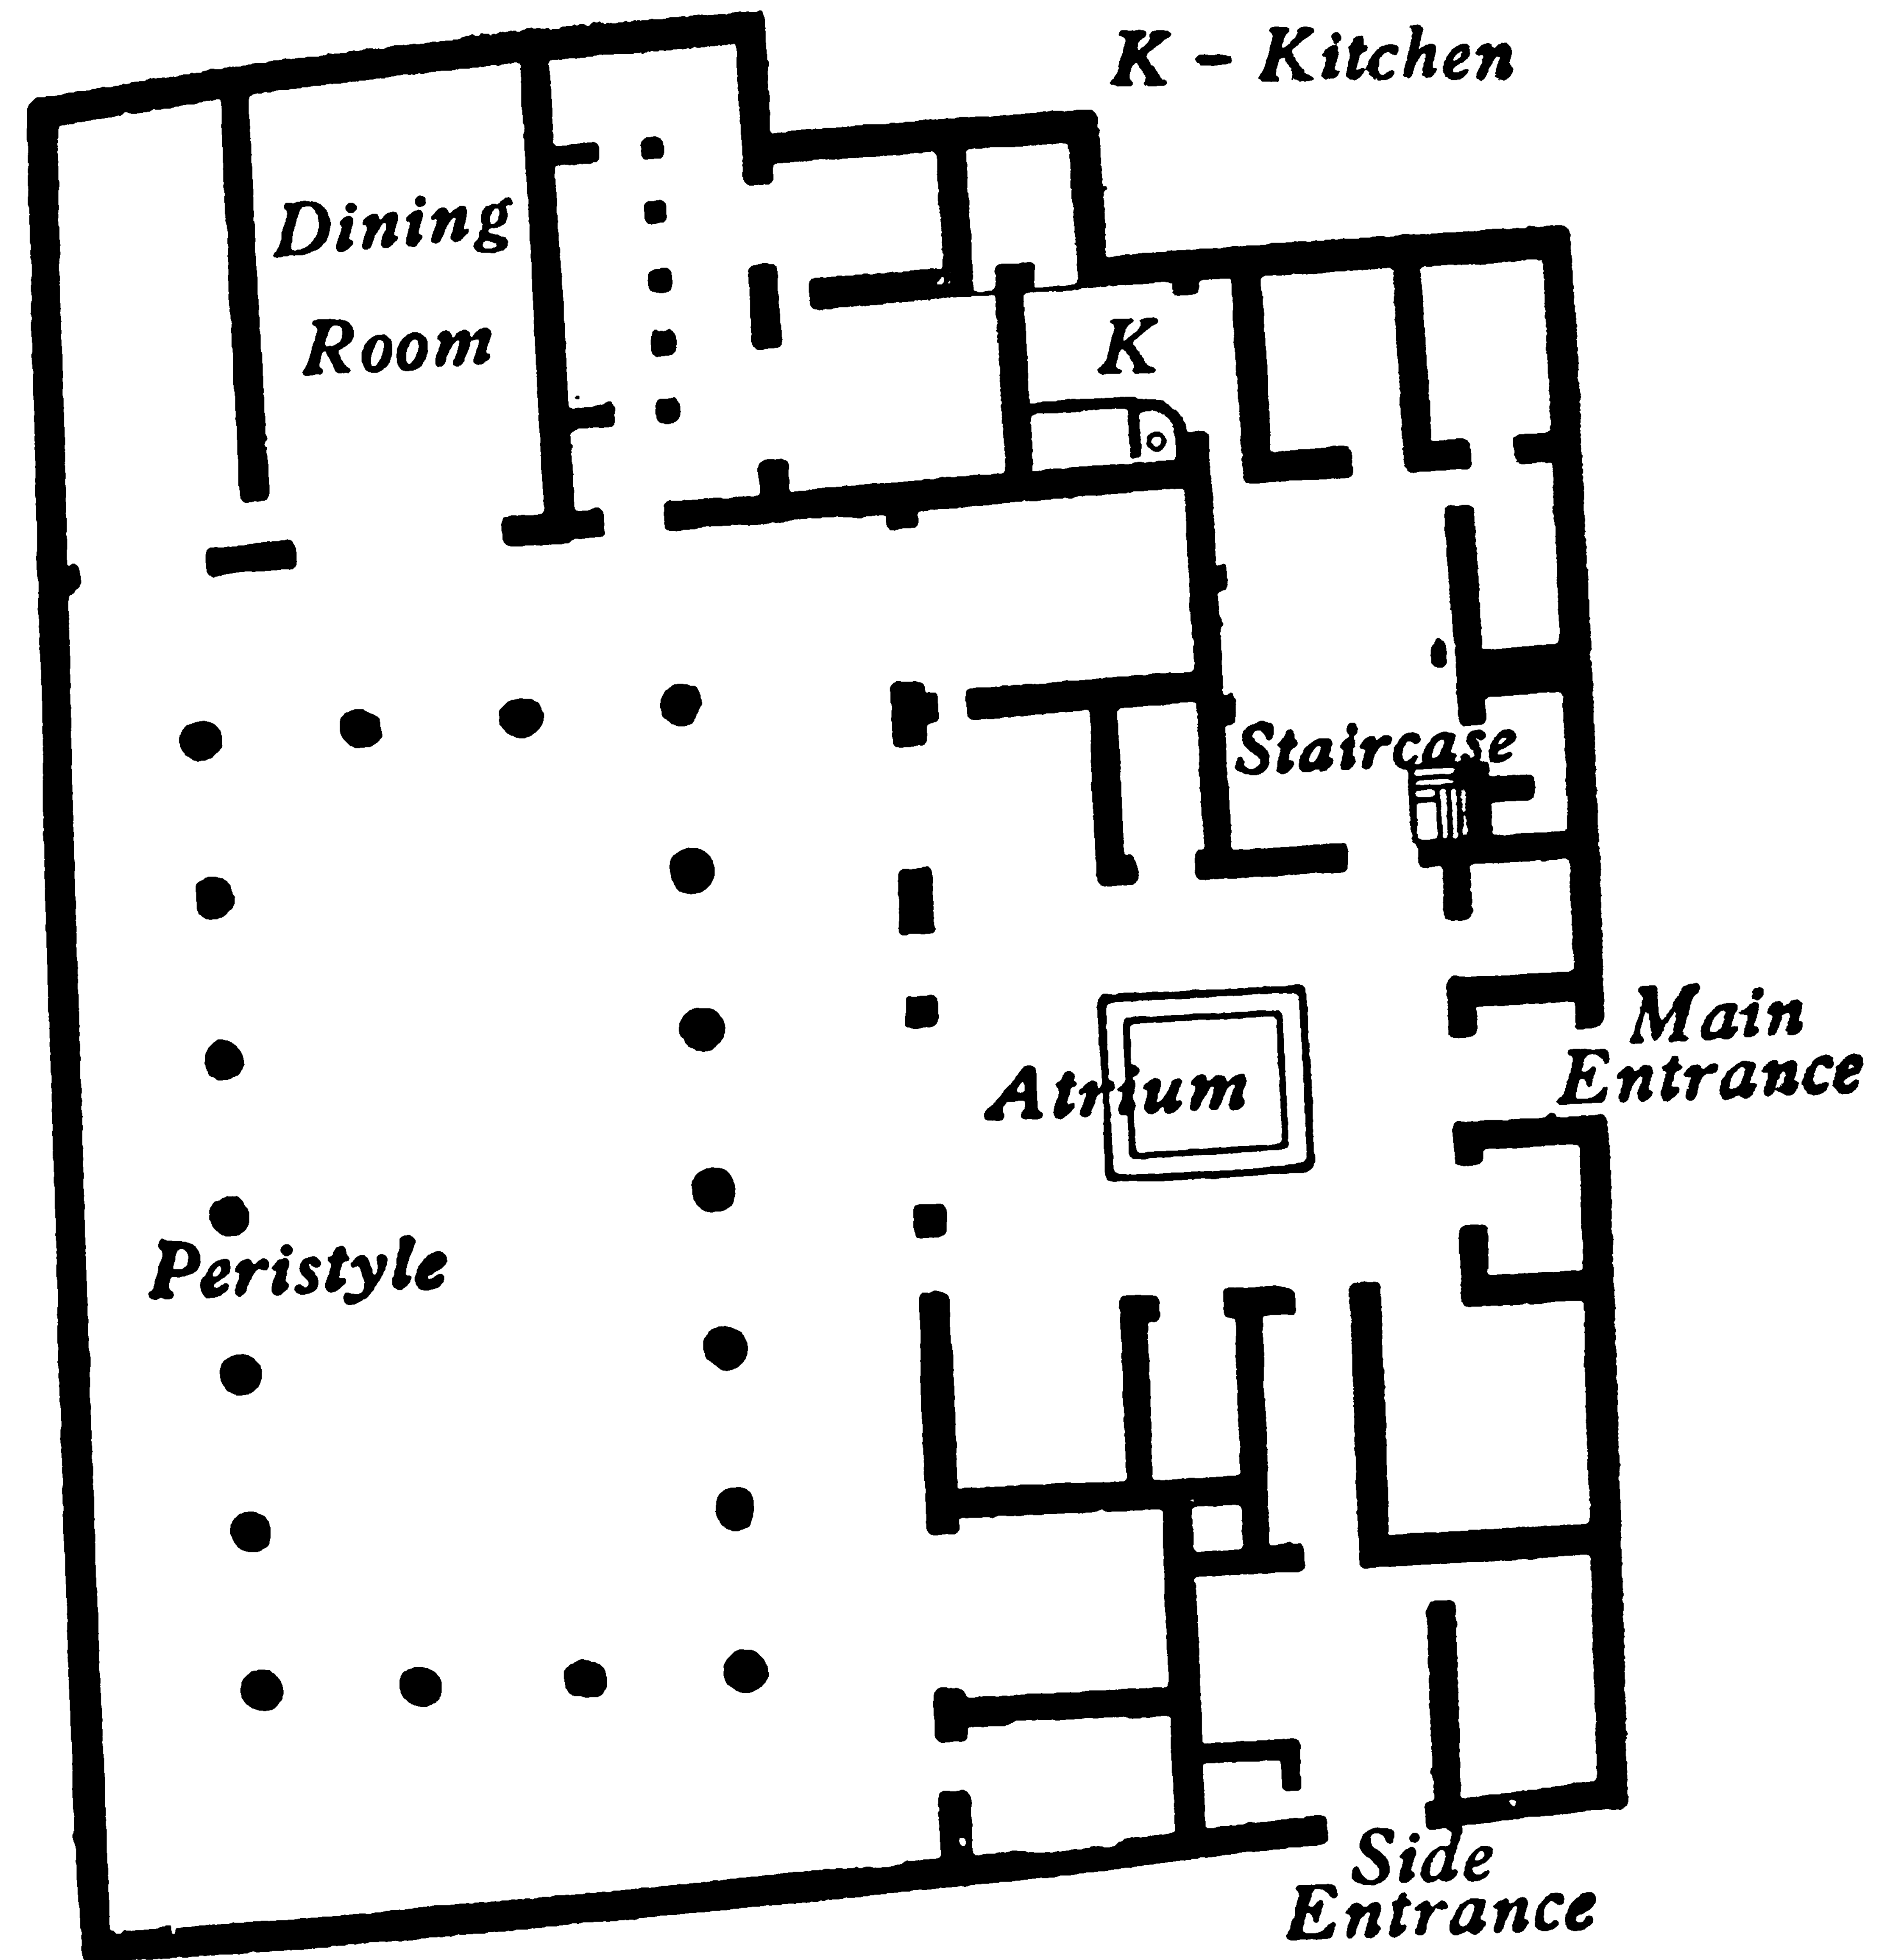 K - Kitchen
Dining
Room
K
Staircase
Main
Entrance
Atrium
Peristyle
Side
Entrance